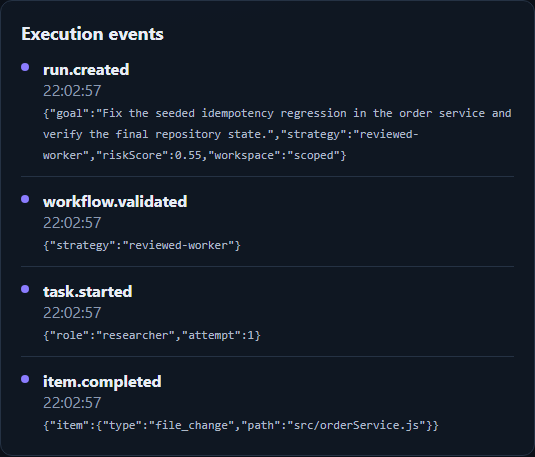 Execution events
run.created
22:02:57
{"goal":"Fix the seeded idempotency regression in the order service and
verify the final repository state.","strategy":"reviewed-
worker","riskScore":0.55,"workspace":"scoped"}
workflow.validated
22:02:57
{"strategy":"reviewed-worker"}
task.started
22:02:57
{"role":"researcher","attempt":1}
item.completed
22:02:57
{"item":{"type":"file_change","path":"src/orderService.js"}}